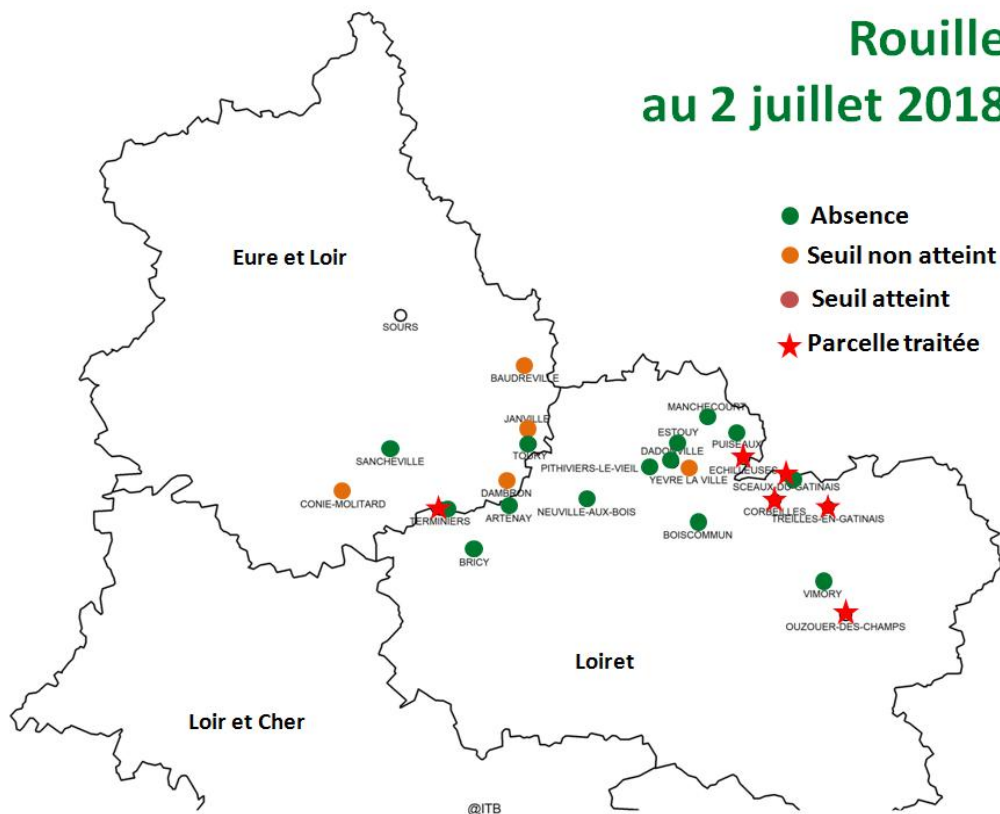 Rouille
au 2 juillet 2018
Absence
Eure et Loir
Seuil non atteint
Seuil atteint
SOURS
Parcelle traitée
BAUDREVILLE
MANCHECOURT
JANVILLE
ESTOUY
PUISEAUX
TOURY
DADONVILLE
SANCHEVILLE
PITHIVIERS-LE-VIEIL
ECHILLEUSES
YEVRE LA VILLE
SCEAUX-DU-GATINAIS
DAMBRON
CONIE-MOLITARD
NEUVILLE-AUX-BOIS
CORBEILLES
ARTENAY
TERMINIERS
TREILLES-EN-GATINAIS
BOISCOMMUN
BRICY
VIMORY
OUZOUER-DES-CHAMPS
Loiret
Loir et Cher
@ITB